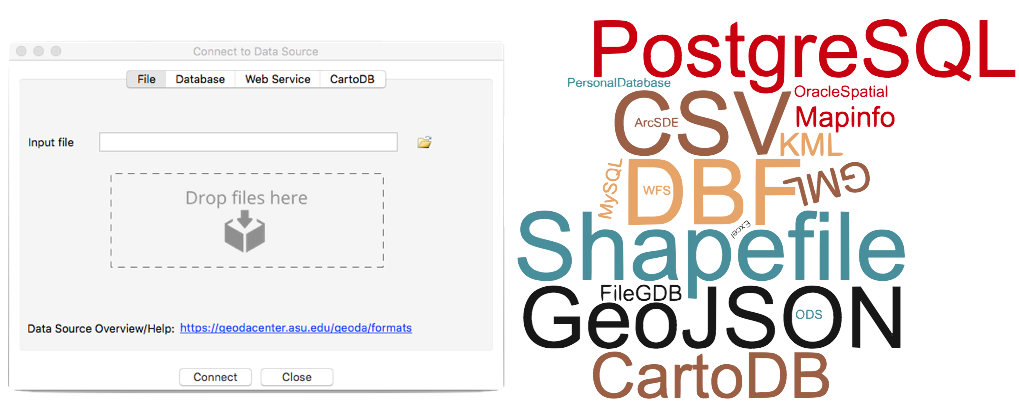 Connect to Data Source
File Database Web Service CartoDB
Input file
Drop files here
Data Source Overview/Help: https://geodacenter.asu.edu/geoda/formats
Connect Close
PostgreSQL
PersonalDatabase
OracleSpatial
CSV
ArcSDE
Mapinfo
KML
MySQL
DBF
WFS
GML
Excel
Shapefile
FileGDB
GeoJSON
ODS
CartoDB